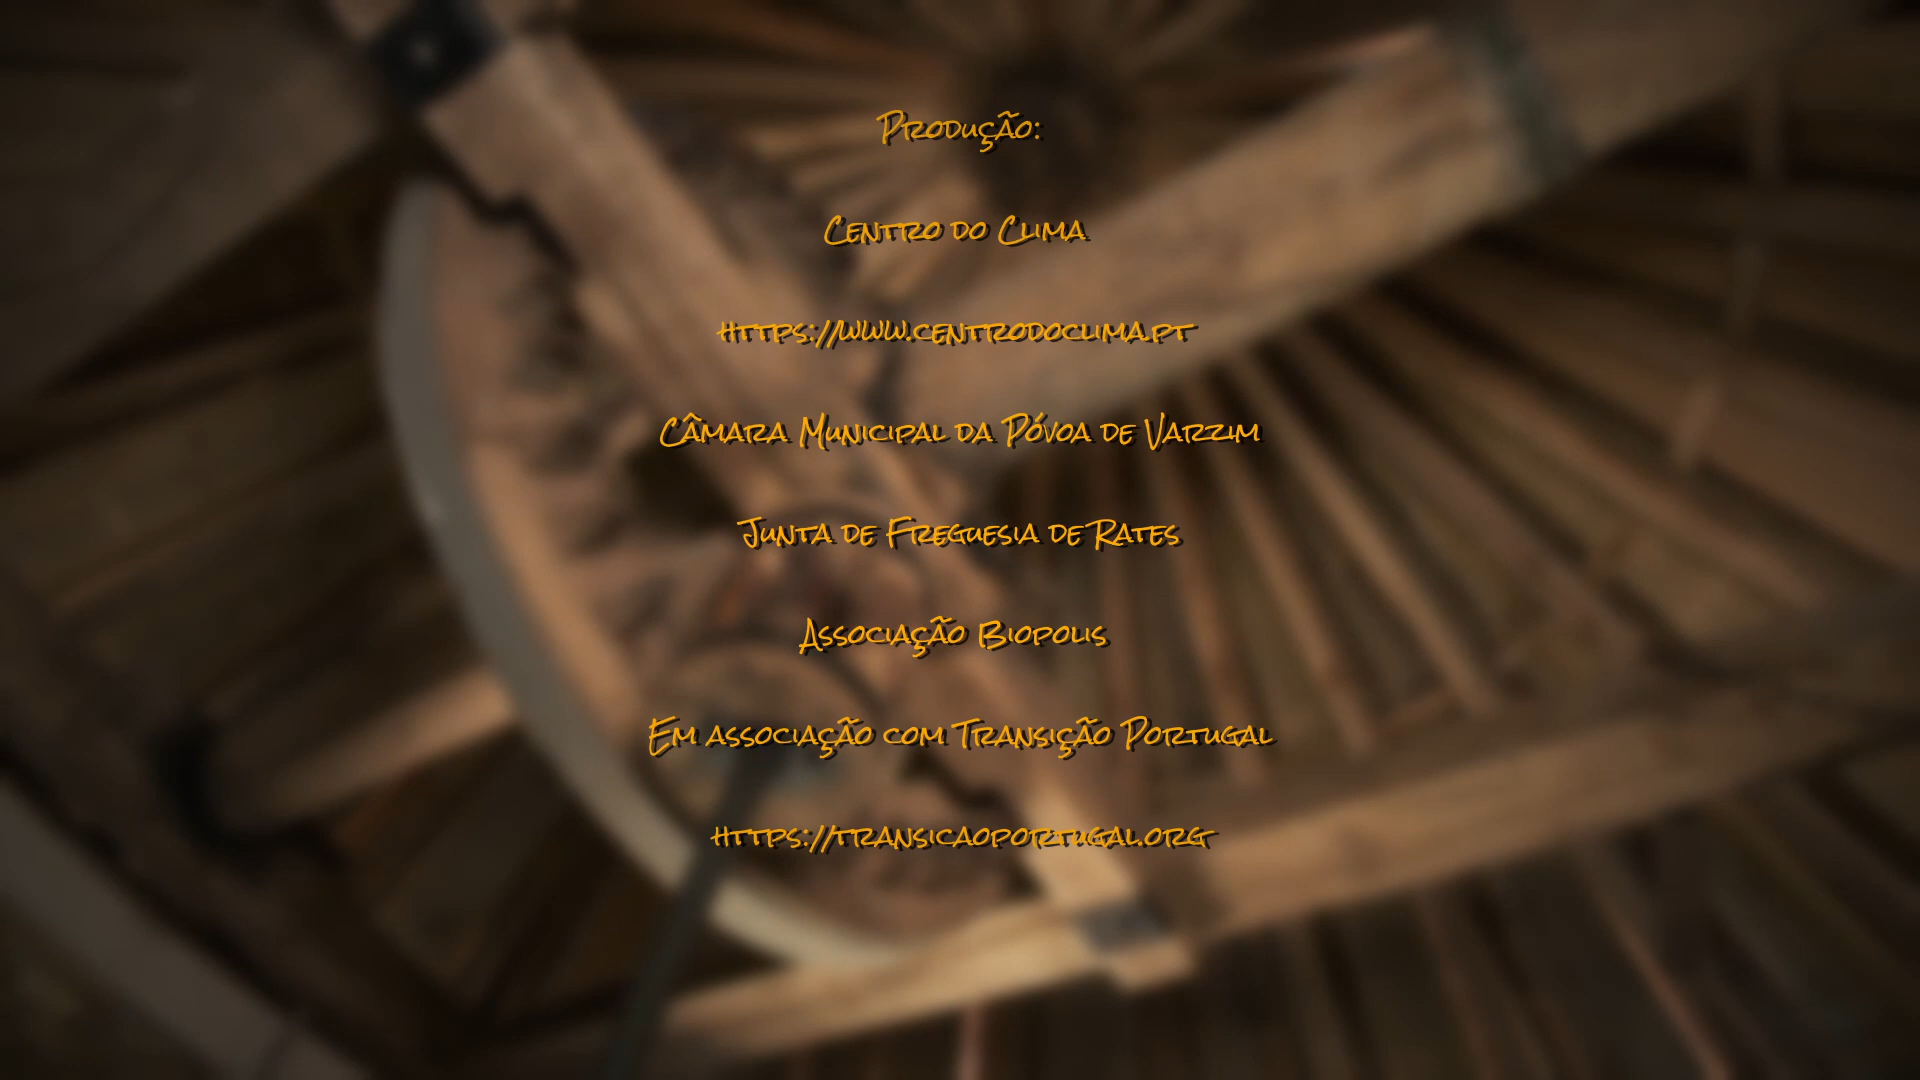 Produção:
Centro do Clima
https://www.centrodoclima.pt
Câmara Municipal da Póvoa de Varzim
Junta de Freguesia de Rates
Associação Biopolis
Em associação com Transição Portugal
https://transicaoportugal.org